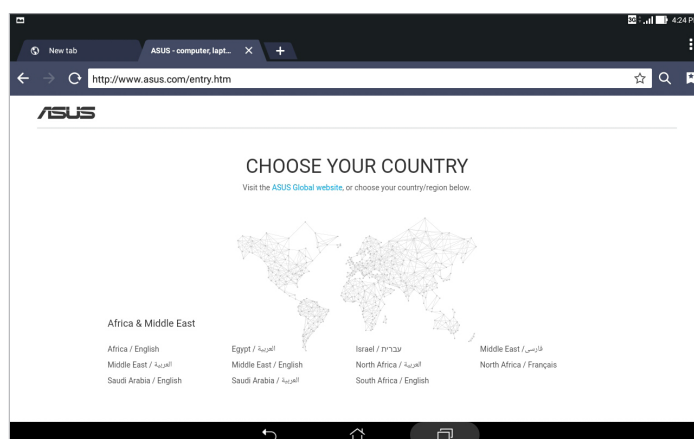 3G 4:24 P
New tab ASUS - computer, lapt...
http://www.asus.com/entry.htm
ASUS
CHOOSE YOUR COUNTRY
Visit the ASUS Global website, or choose your country/region below.
Africa & Middle East
Africa / English Egypt / العربية Israel / עברית Middle East / فارسی
Middle East / العربية Middle East / English North Africa / العربية North Africa / Français
Saudi Arabia / English Saudi Arabia / العربية South Africa / English